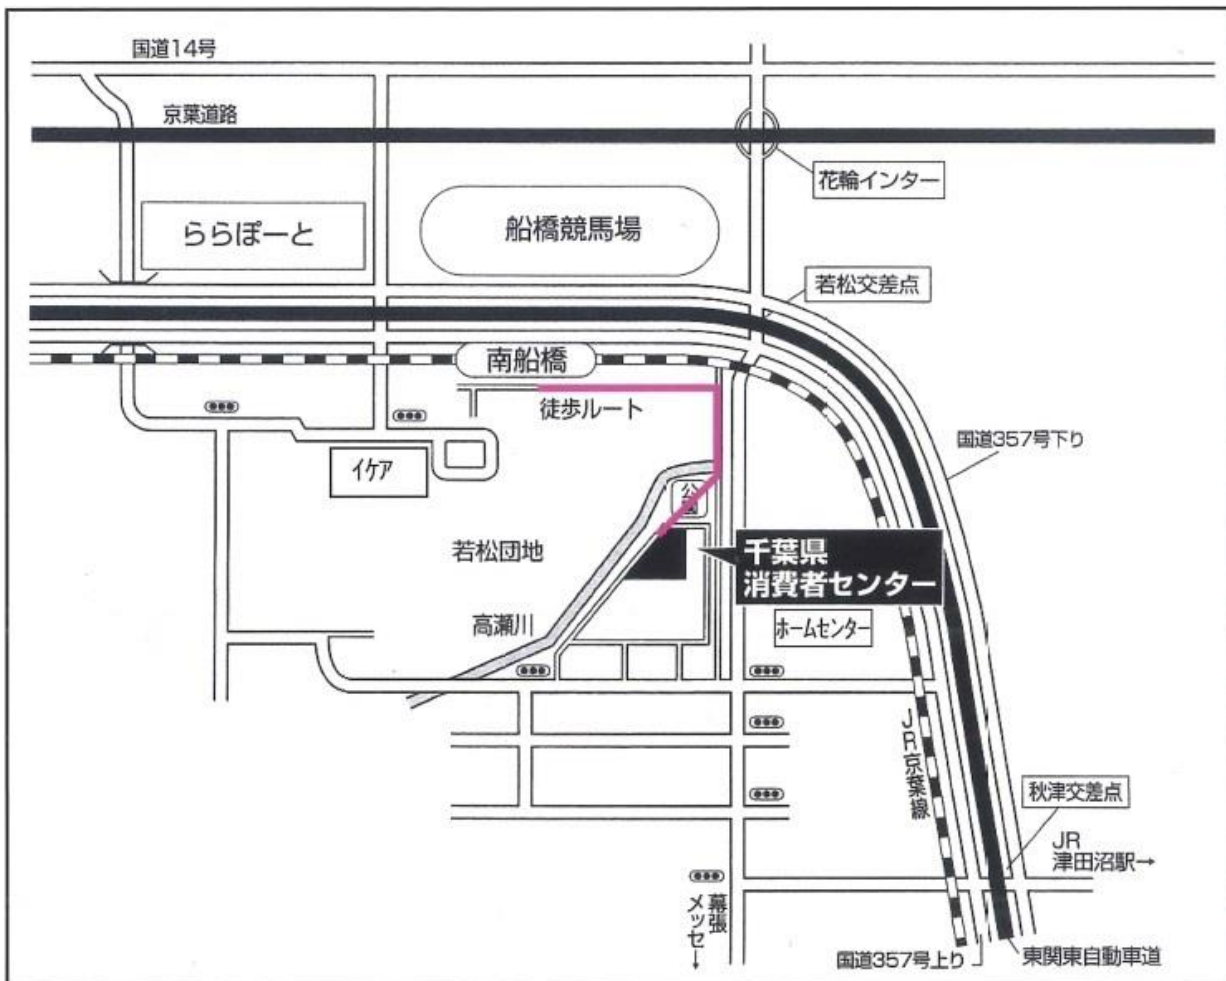 国道14号
京葉道路
花輪インター
ららぽーと
船橋競馬場
若松交差点
南船橋
徒歩ルート
国道357号下り
イケア
公園
若松団地
千葉県
消費者センター
高瀬川
ホームセンター
JR京葉線
秋津交差点
JR
津田沼駅→
幕張
メッセ→
国道357号上り
東関東自動車道